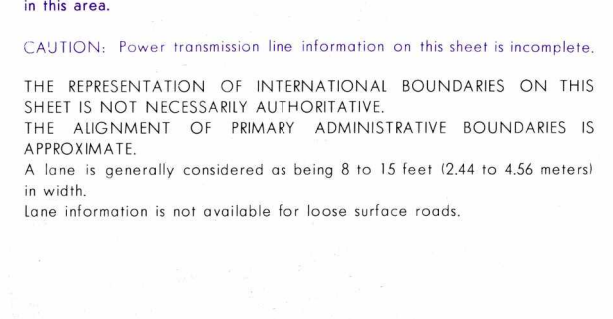 in this area.
CAUTION: Power transmission line information on this sheet is incomplete.
THE REPRESENTATION OF INTERNATIONAL BOUNDARIES ON THIS
SHEET IS NOT NECESSARILY AUTHORITATIVE.
THE ALIGNMENT OF PRIMARY ADMINISTRATIVE BOUNDARIES IS
APPROXIMATE.
A lane is generally considered as being 8 to 15 feet (2.44 to 4.56 meters)
in width.
Lane information is not available for loose surface roads.